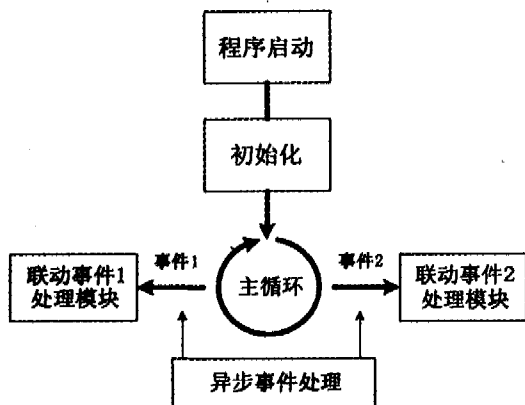 程序启动
初始化
事件1
事件2
联动事件1
处理模块
主循环
联动事件2
处理模块
异步事件处理